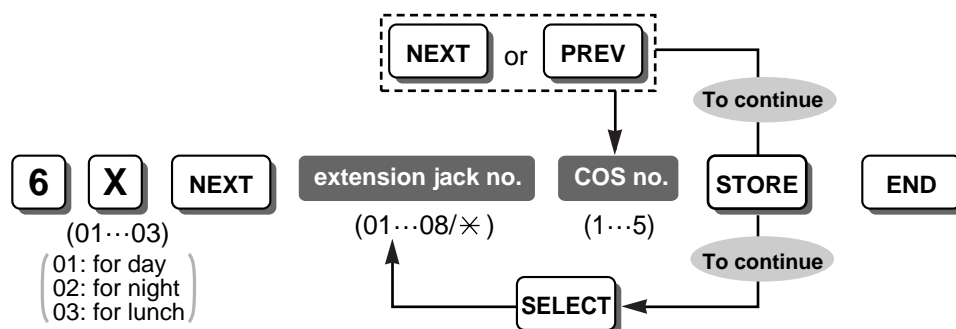 NEXT or PREV
To continue
6 X NEXT extension jack no. COS no. STORE END
(01···03) (01···08/✳) (1···5)
01: for day
02: for night
03: for lunch
To continue
SELECT